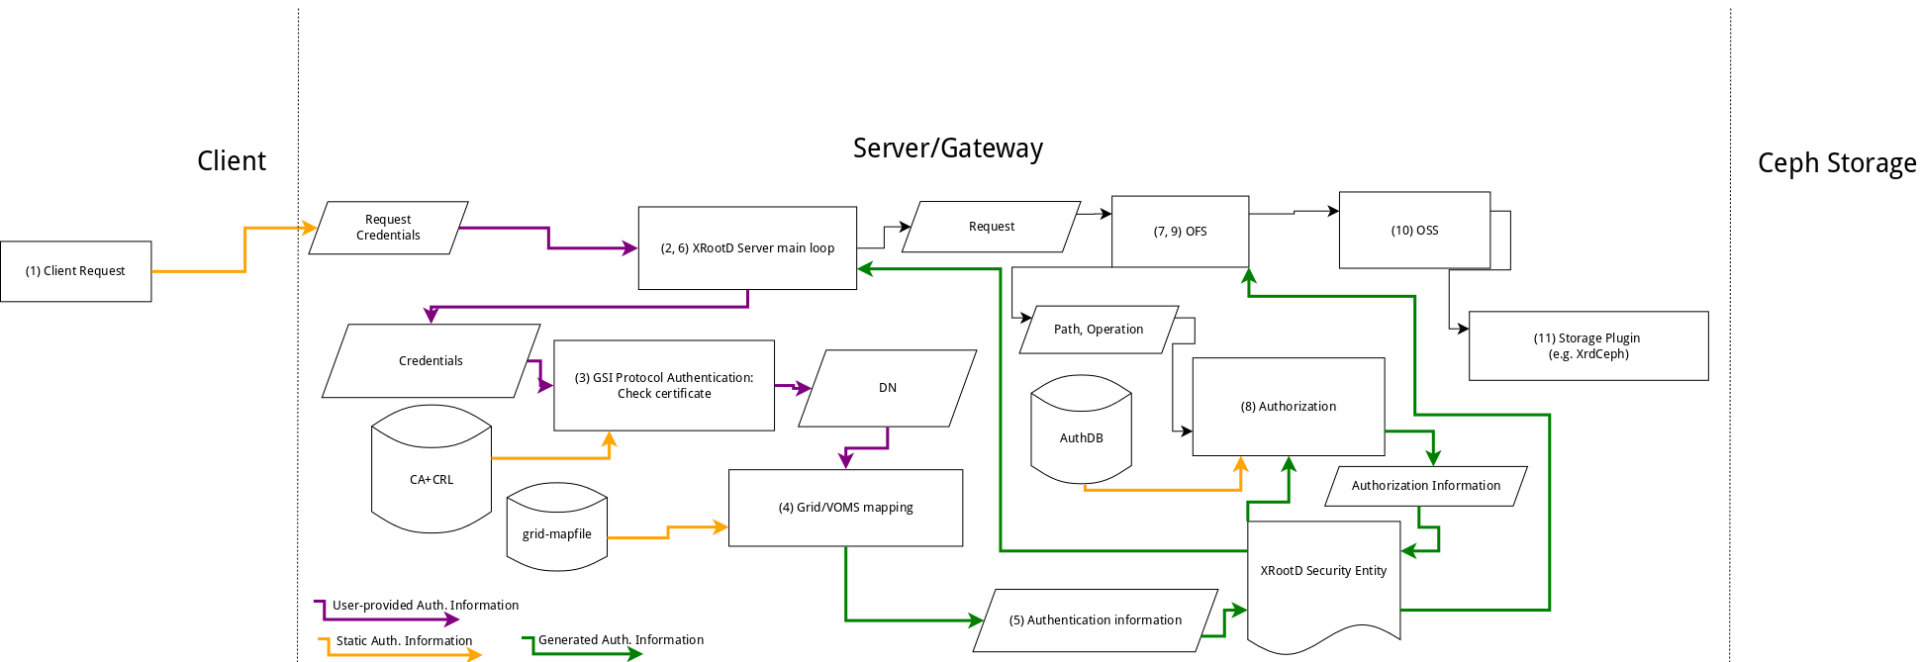 Client
Server/Gateway
Ceph Storage
Request
Credentials
(1) Client Request
(2, 6) XRootD Server main loop
Request
(7, 9) OFS
(10) OSS
Credentials
(3) GSI Protocol Authentication:
Check certificate
DN
Path, Operation
(11) Storage Plugin
(e.g. XrdCeph)
(8) Authorization
AuthDB
CA+CRL
grid-mapfile
(4) Grid/VOMS mapping
Authorization Information
XRootD Security Entity
(5) Authentication information
User-provided Auth. Information
Static Auth. Information
Generated Auth. Information